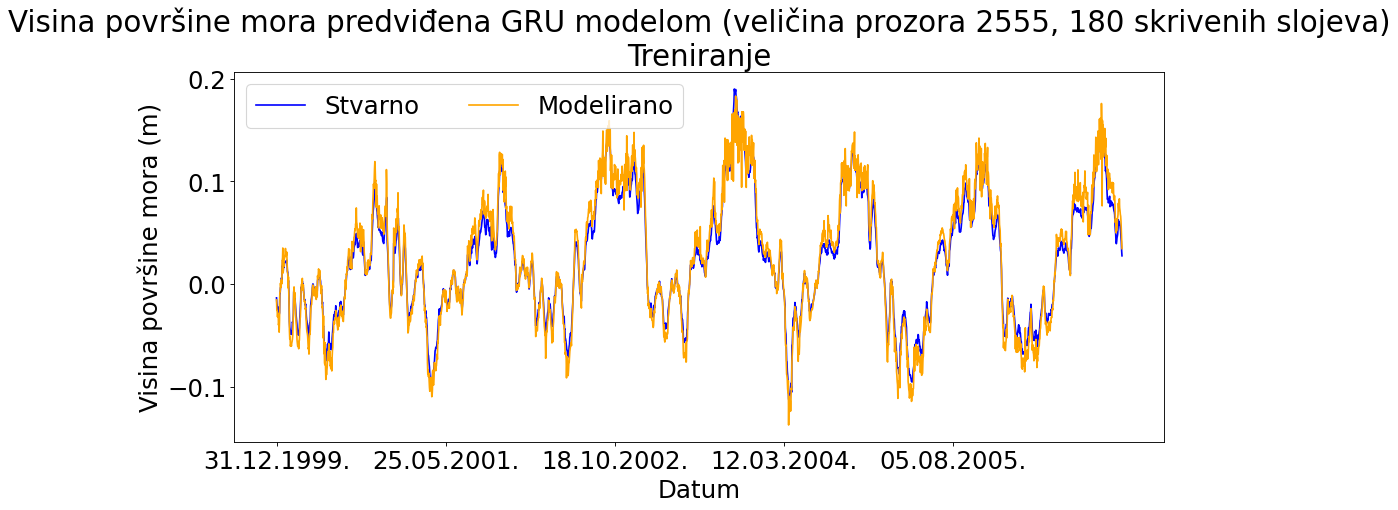 Visina površine mora predviđena GRU modelom (veličina prozora 2555, 180 skrivenih slojeva)
Treniranje
Stvarno
Modelirano
Visina površine mora (m)
0.2
0.1
0.0
−0.1
31.12.1999.
25.05.2001.
18.10.2002.
12.03.2004.
05.08.2005.
Datum